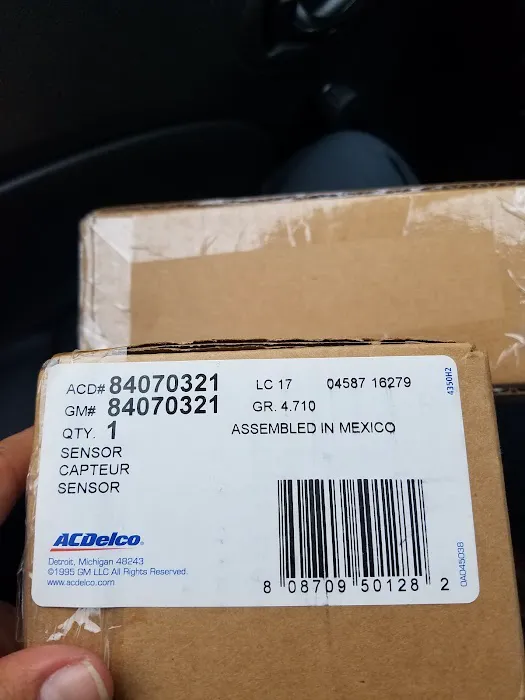 ACD# 84070321 LC 17 04587 16279
GM# 84070321 GR. 4.710
QTY. 1 ASSEMBLED IN MEXICO
SENSOR
CAPTEUR
SENSOR
ACDelco
Detroit, Michigan 48243
©1995 GM LLC All Rights Reserved.
www.acdelco.com
8 08709 50128 2
4350H2
0AD45038